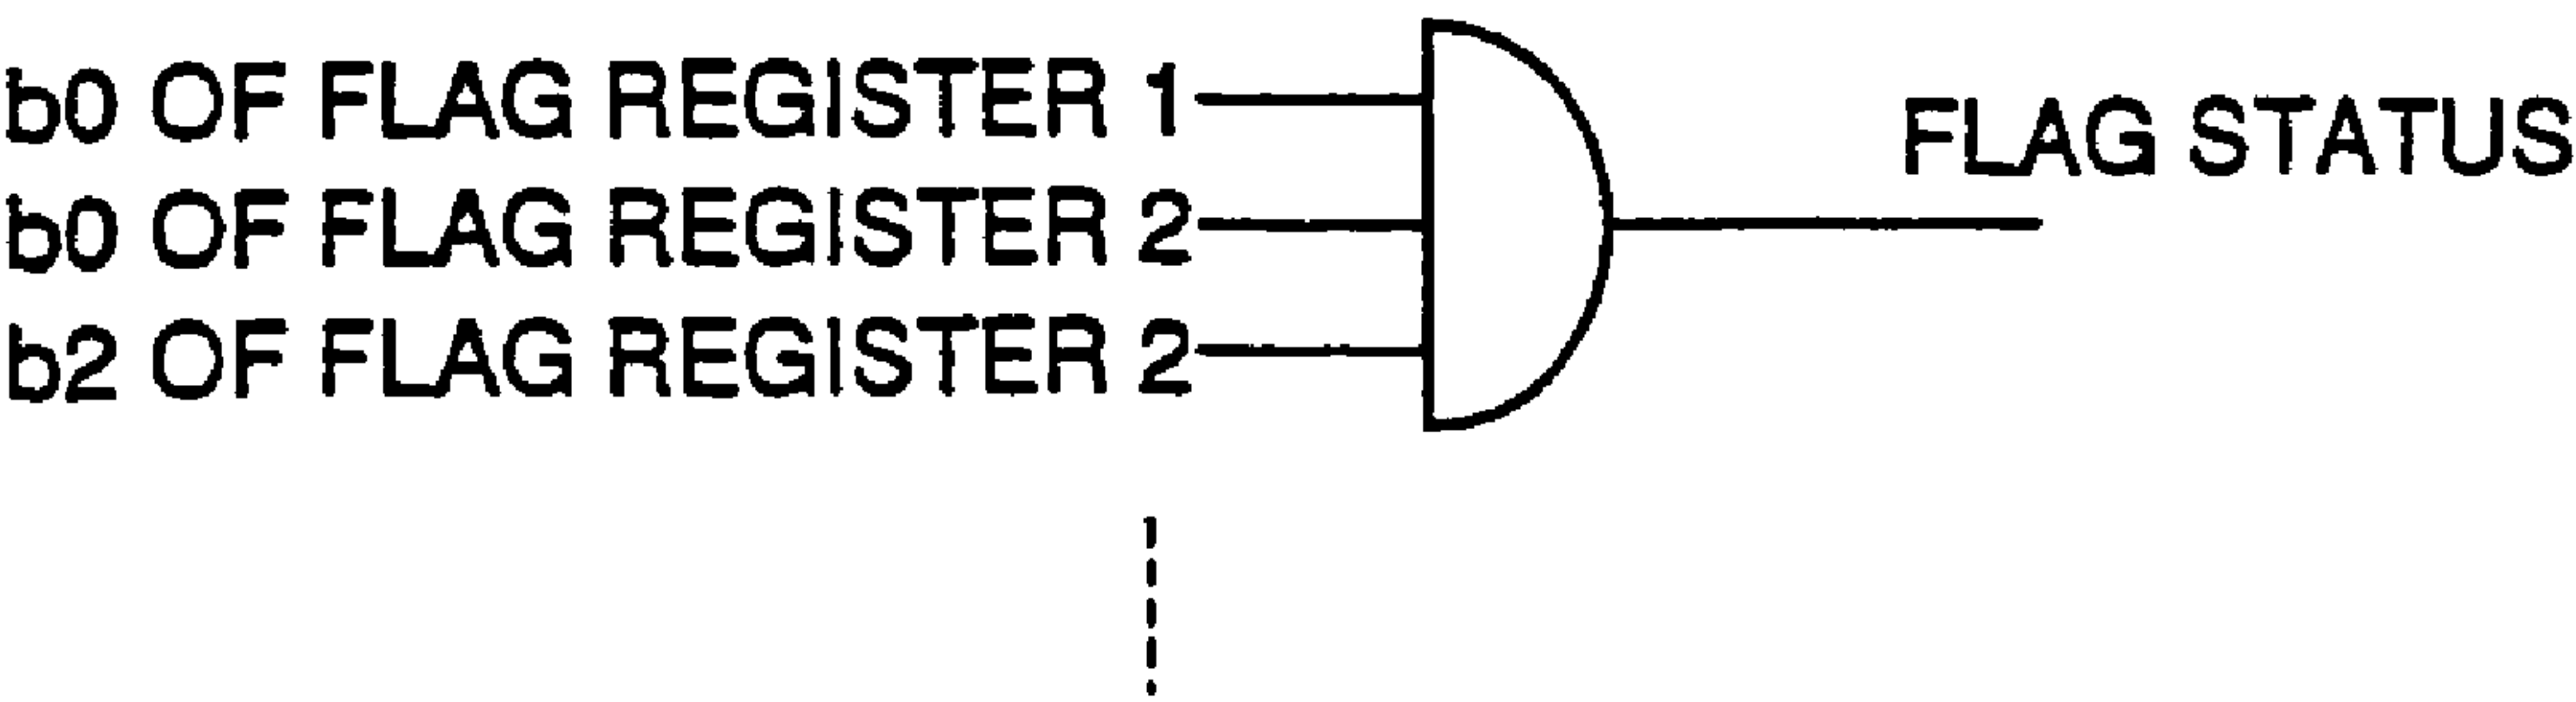 b0 OF FLAG REGISTER 1
FLAG STATUS
b0 OF FLAG REGISTER 2
b2 OF FLAG REGISTER 2